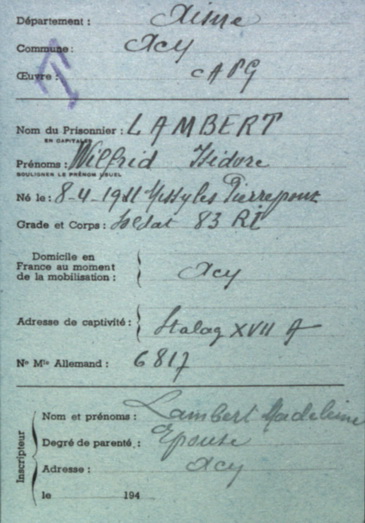 Département : Aisne
Commune : Acy
Œuvre : CAPG
Nom du Prisonnier : LAMBERT
EN CAPITALES
Prénoms : Wilfrid Isidore
SOULIGNER LE PRÉNOM USUEL
Né le : 8-4-1911 Pierrepont
Grade et Corps : Soldat 83 RI
Domicile en
France au moment
de la mobilisation : Acy
Adresse de captivité : Stalag XVII A
Nº Mle Allemand : 6817
Inscripteur
Nom et prénoms : Lambert Madeleine
Degré de parenté : Epouse
Adresse : Acy
le 194